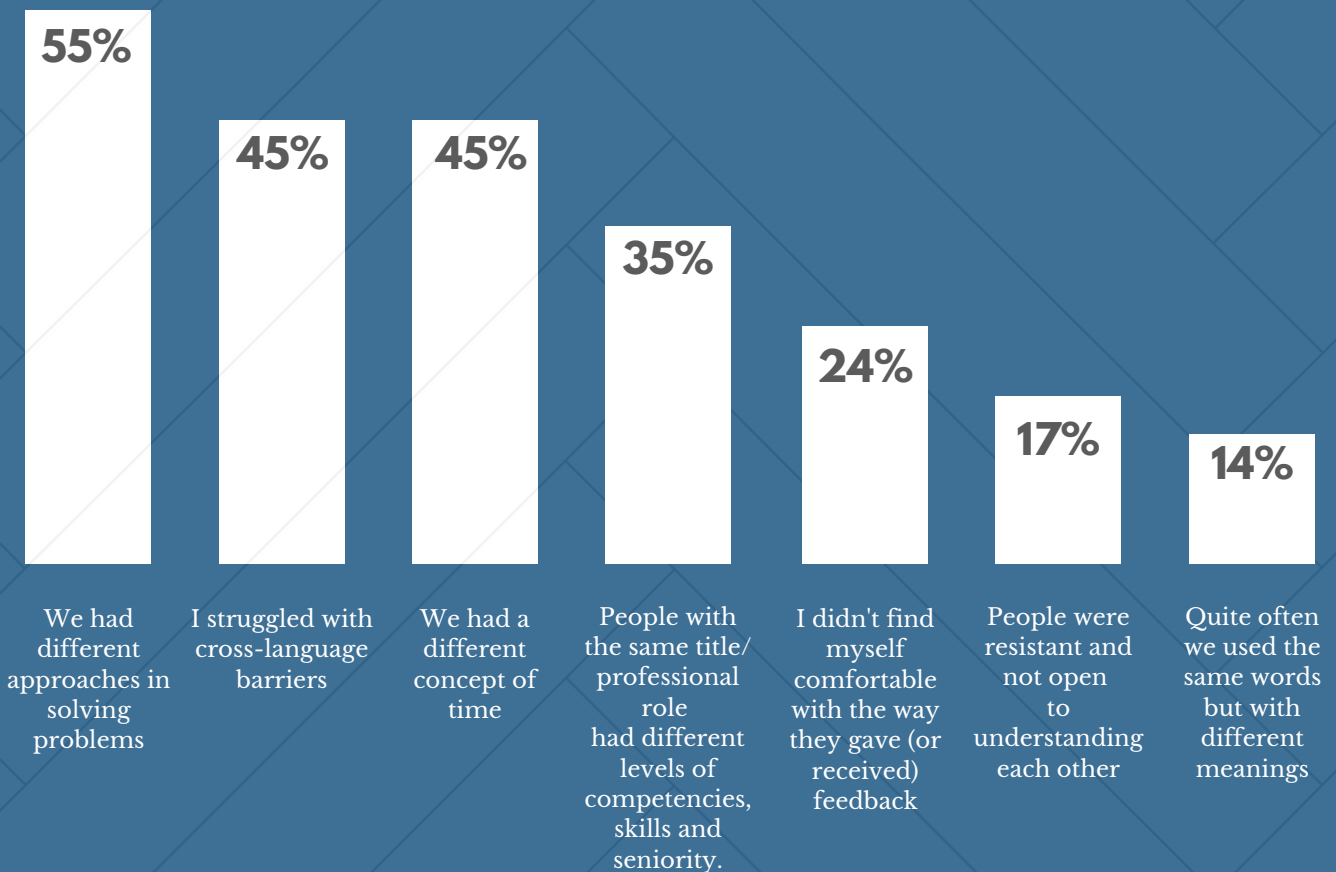 55%
45%
45%
35%
24%
17%
14%
We had
different
approaches in
solving
problems
I struggled with
cross-language
barriers
We had a
different
concept of
time
People with
the same title/
professional
role
had different
levels of
competencies,
skills and
seniority.
I didn't find
myself
comfortable
with the way
they gave (or
received)
feedback
People were
resistant and
not open
to
understanding
each other
Quite often
we used the
same words
but with
different
meanings